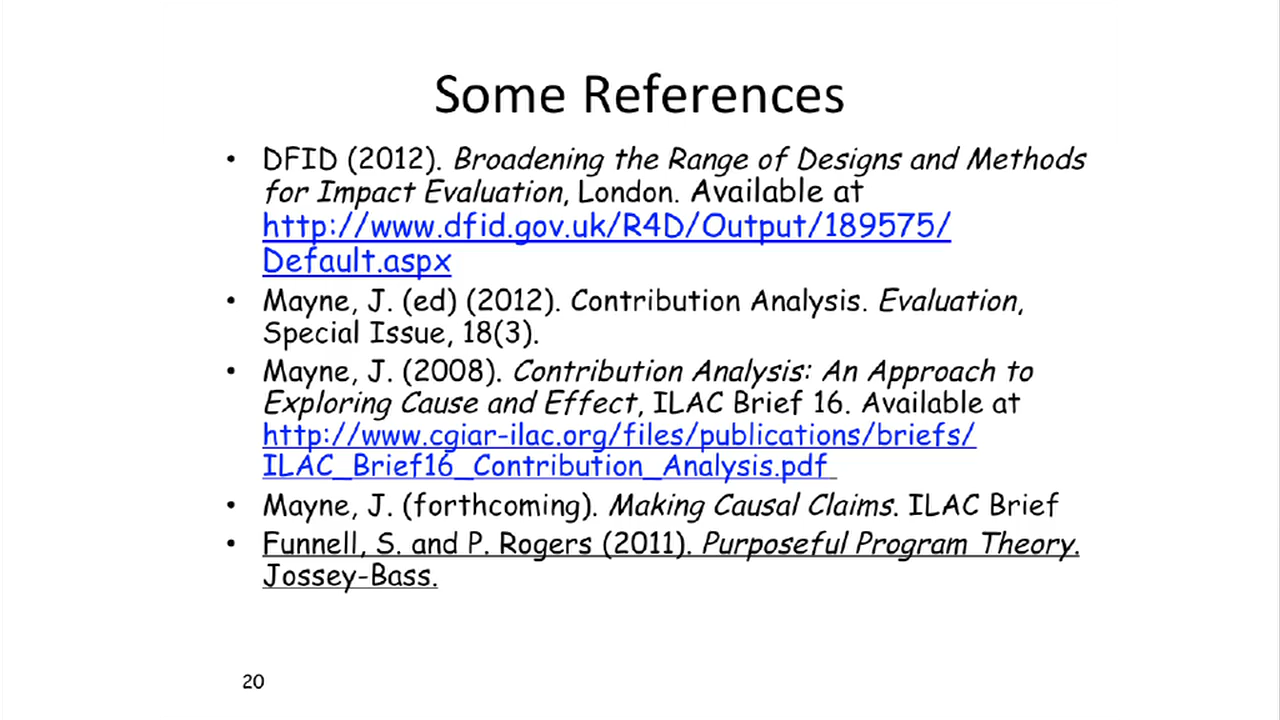 Some References
• DFID (2012). Broadening the Range of Designs and Methods
for Impact Evaluation, London. Available at
http://www.dfid.gov.uk/R4D/Output/189575/
Default.aspx
• Mayne, J. (ed) (2012). Contribution Analysis. Evaluation,
Special Issue, 18(3).
• Mayne, J. (2008). Contribution Analysis: An Approach to
Exploring Cause and Effect, ILAC Brief 16. Available at
http://www.cgiar-ilac.org/files/publications/briefs/
ILAC_Brief16_Contribution_Analysis.pdf
• Mayne, J. (forthcoming). Making Causal Claims. ILAC Brief
• Funnell, S. and P. Rogers (2011). Purposeful Program Theory.
Jossey-Bass.
20